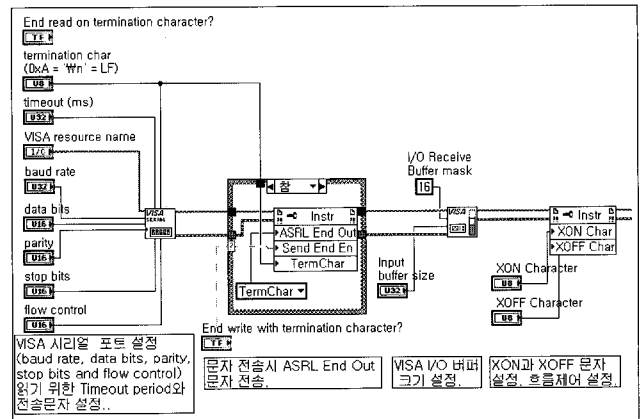 End read on termination character?
TF
termination char
(0xA = '₩n' = LF)
U8
timeout (ms)
U32
VISA resource name
I/O
baud rate
U32
data bits
U16
parity
U16
stop bits
U16
flow control
U16
VISA
SERIAL
참
Instr
ASRL End Out
Send End En
TermChar
TermChar
End write with termination character?
TF
I/O Receive
Buffer mask
16
VISA
Input
buffer size
U32
Instr
XON Char
XOFF Char
XON Character
U8
XOFF Character
U8
VISA 시리얼 포트 설정
(baud rate, data bits, parity,
stop bits and flow control)
읽기 위한 Timeout period와
전송문자 설정..
문자 전송시 ASRL End Out
문자 전송.
VISA I/O 버퍼
크기 설정.
XON과 XOFF 문자
설정. 흐름제어 설정.